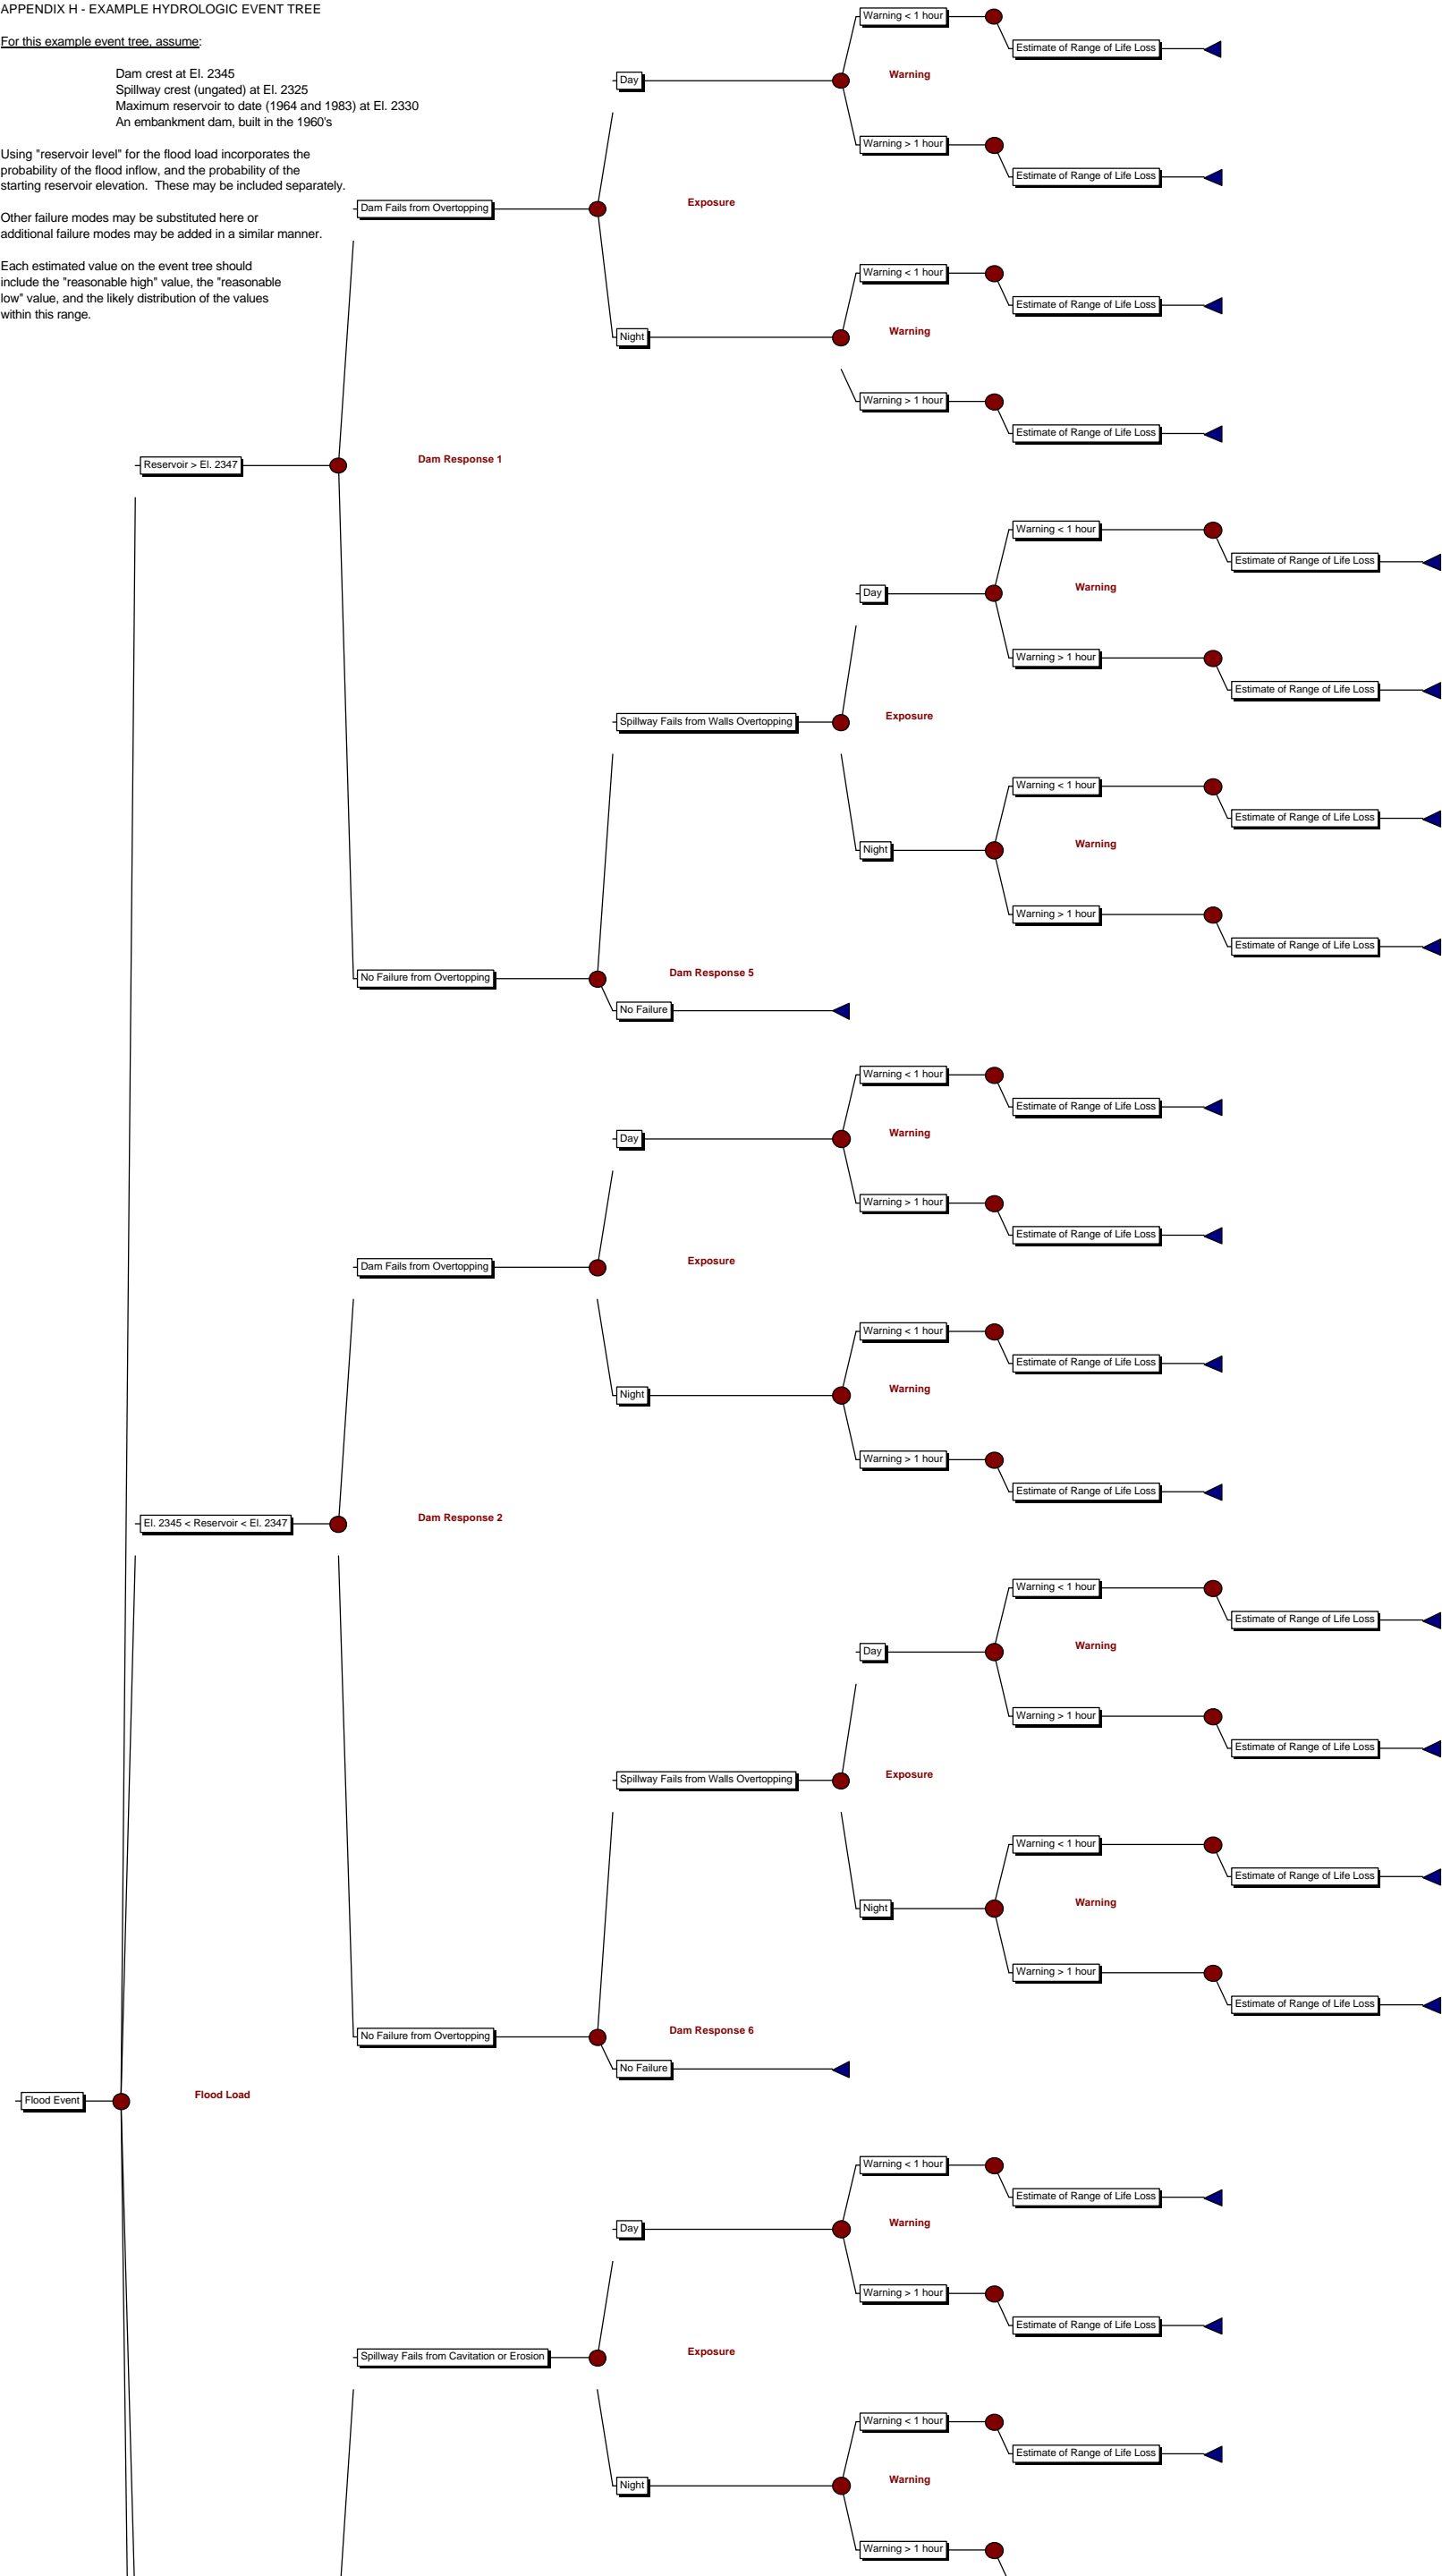 APPENDIX H - EXAMPLE HYDROLOGIC EVENT TREE
For this example event tree, assume:
Dam crest at El. 2345
Spillway crest (ungated) at El. 2325
Maximum reservoir to date (1964 and 1983) at El. 2330
An embankment dam, built in the 1960's
Using "reservoir level" for the flood load incorporates the
probability of the flood inflow, and the probability of the
starting reservoir elevation.  These may be included separately.
Other failure modes may be substituted here or
additional failure modes may be added in a similar manner.
Each estimated value on the event tree should
include the "reasonable high" value, the "reasonable
low" value, and the likely distribution of the values
within this range.
Warning < 1 hour
Estimate of Range of Life Loss
Day
Warning
Warning > 1 hour
Estimate of Range of Life Loss
Dam Fails from Overtopping
Exposure
Warning < 1 hour
Estimate of Range of Life Loss
Night
Warning
Warning > 1 hour
Estimate of Range of Life Loss
Reservoir > El. 2347
Dam Response 1
Warning < 1 hour
Estimate of Range of Life Loss
Day
Warning
Warning > 1 hour
Estimate of Range of Life Loss
Spillway Fails from Walls Overtopping
Exposure
Warning < 1 hour
Estimate of Range of Life Loss
Night
Warning
Warning > 1 hour
Estimate of Range of Life Loss
No Failure from Overtopping
Dam Response 5
No Failure
Warning < 1 hour
Estimate of Range of Life Loss
Day
Warning
Warning > 1 hour
Estimate of Range of Life Loss
Dam Fails from Overtopping
Exposure
Warning < 1 hour
Estimate of Range of Life Loss
Night
Warning
Warning > 1 hour
Estimate of Range of Life Loss
El. 2345 < Reservoir < El. 2347
Dam Response 2
Warning < 1 hour
Estimate of Range of Life Loss
Day
Warning
Warning > 1 hour
Estimate of Range of Life Loss
Spillway Fails from Walls Overtopping
Exposure
Warning < 1 hour
Estimate of Range of Life Loss
Night
Warning
Warning > 1 hour
Estimate of Range of Life Loss
No Failure from Overtopping
Dam Response 6
No Failure
Flood Event
Flood Load
Warning < 1 hour
Estimate of Range of Life Loss
Day
Warning
Warning > 1 hour
Estimate of Range of Life Loss
Spillway Fails from Cavitation or Erosion
Exposure
Warning < 1 hour
Estimate of Range of Life Loss
Night
Warning
Warning > 1 hour